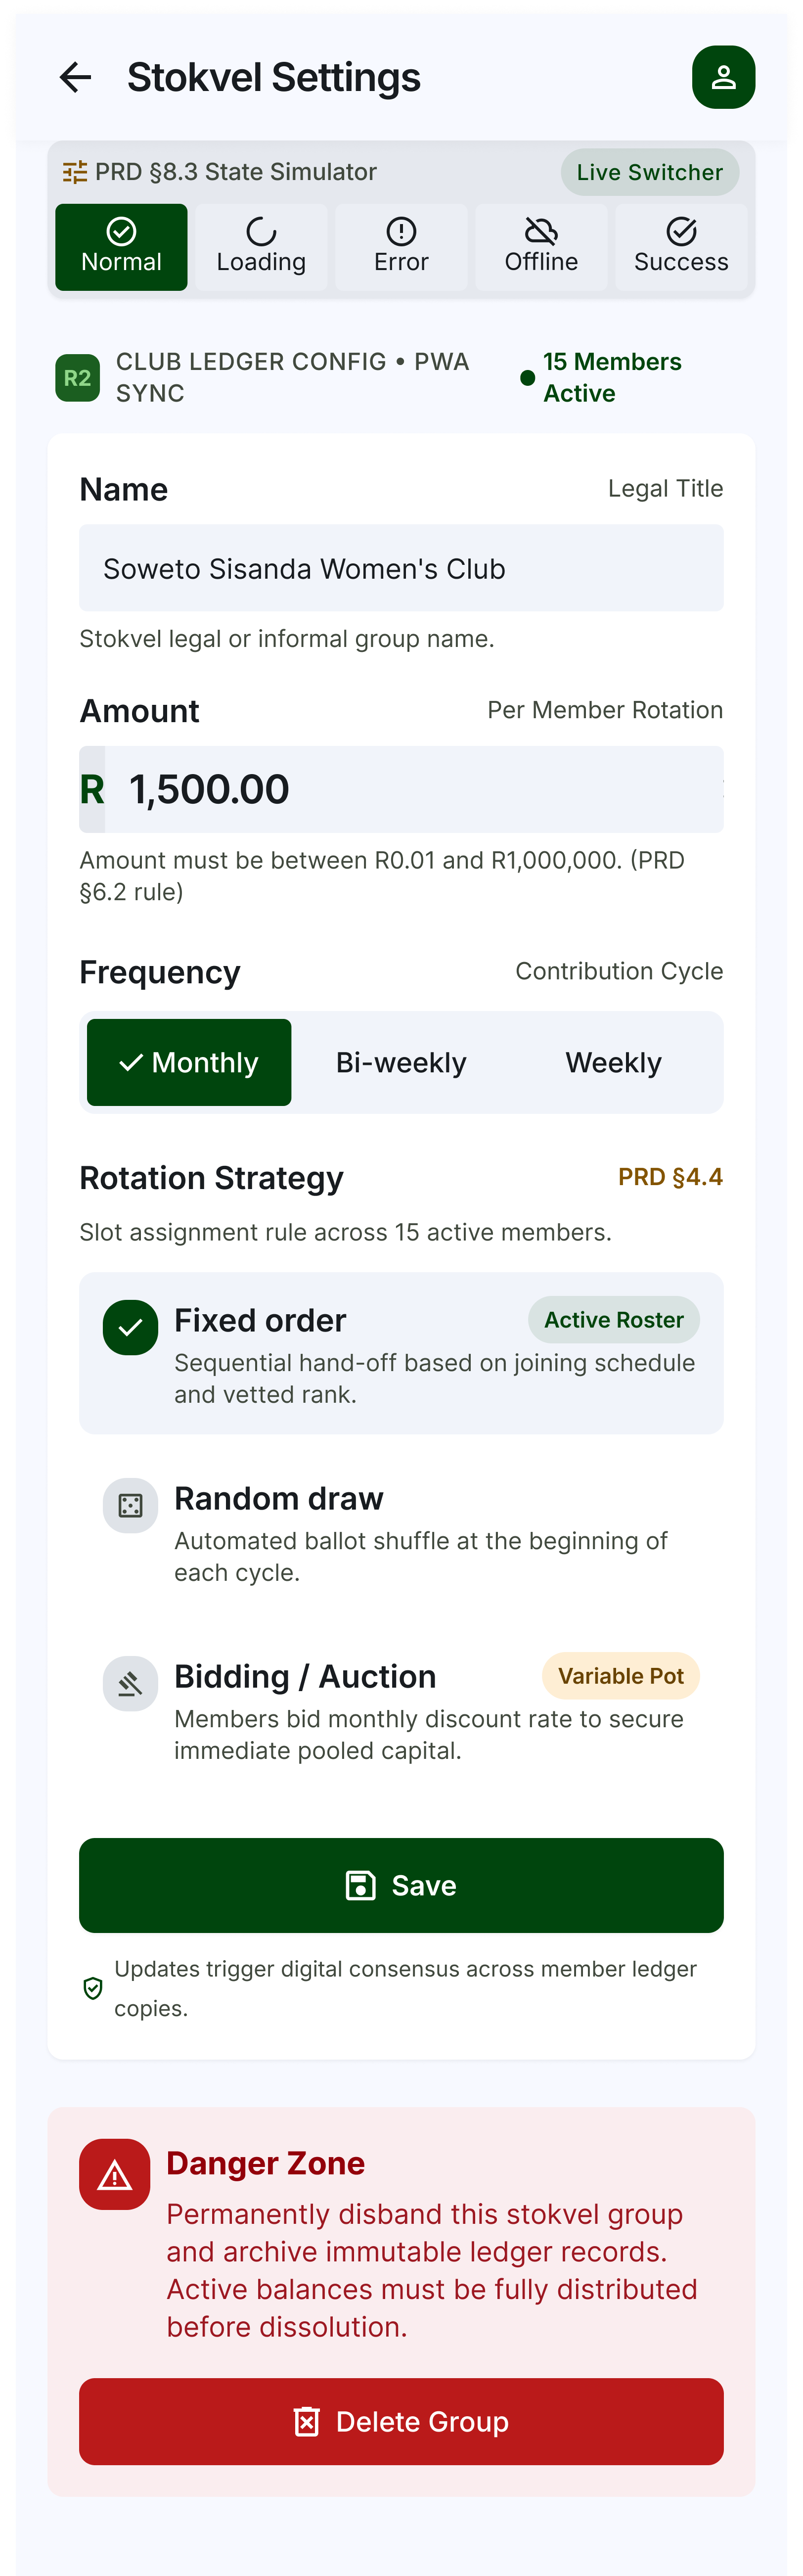 Stokvel Settings
PRD §8.3 State Simulator
Live Switcher
Normal
Loading
Error
Offline
Success
R2
CLUB LEDGER CONFIG • PWA
SYNC
15 Members
Active
Name
Legal Title
Soweto Sisanda Women's Club
Stokvel legal or informal group name.
Amount
Per Member Rotation
R
1,500.00
Amount must be between R0.01 and R1,000,000. (PRD
§6.2 rule)
Frequency
Contribution Cycle
Monthly
Bi-weekly
Weekly
Rotation Strategy
PRD §4.4
Slot assignment rule across 15 active members.
Fixed order
Active Roster
Sequential hand-off based on joining schedule
and vetted rank.
Random draw
Automated ballot shuffle at the beginning of
each cycle.
Bidding / Auction
Variable Pot
Members bid monthly discount rate to secure
immediate pooled capital.
Save
Updates trigger digital consensus across member ledger
copies.
Danger Zone
Permanently disband this stokvel group
and archive immutable ledger records.
Active balances must be fully distributed
before dissolution.
Delete Group